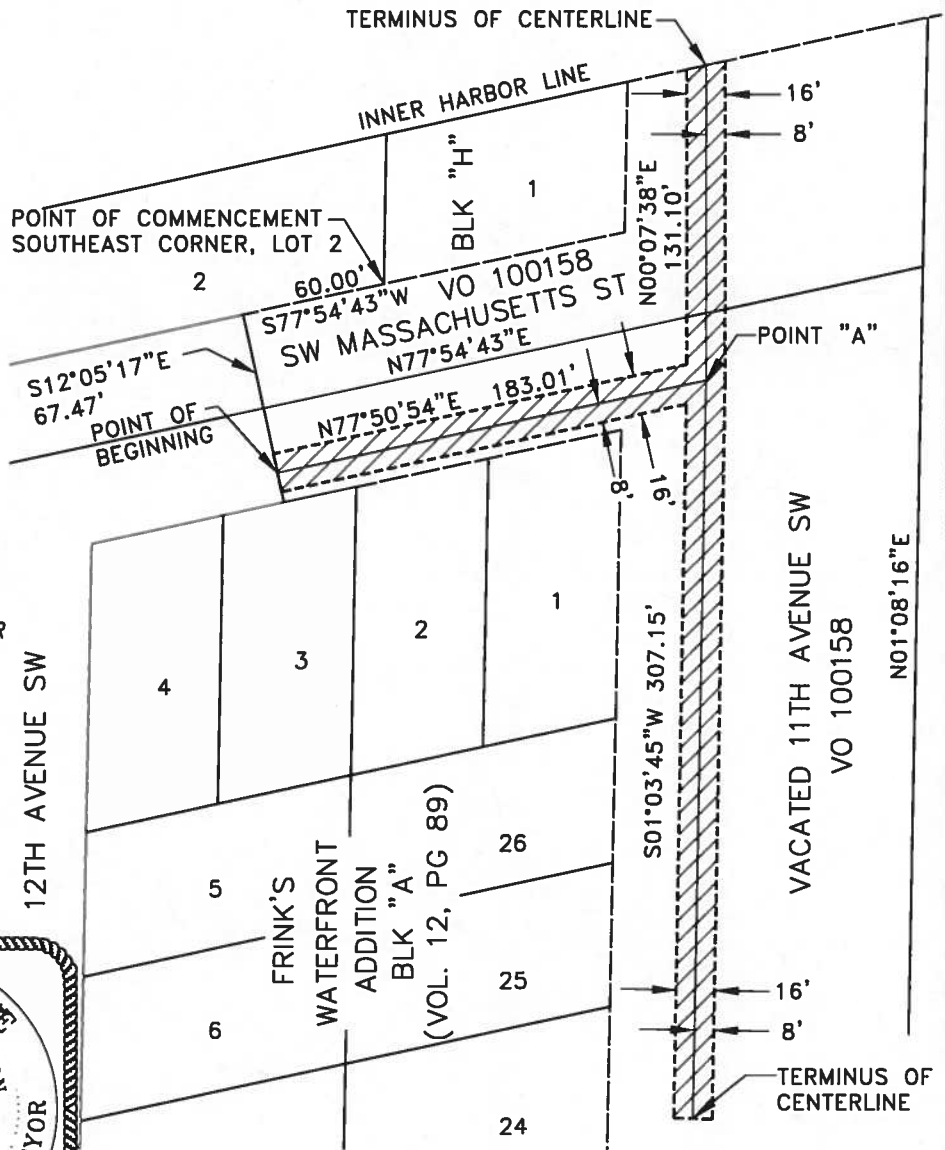 TERMINUS OF CENTERLINE
INNER HARBOR LINE
16'
8'
BLK "H"
1
N00°07'38"E
131.10'
POINT OF COMMENCEMENT
SOUTHEAST CORNER, LOT 2
2
60.00'
S77°54'43"W
VO 100158
SW MASSACHUSETTS ST
N77°54'43"E
POINT "A"
S12°05'17"E
67.47'
POINT OF
BEGINNING
N77°50'54"E 183.01'
8'
16'
4
3
2
1
12TH AVENUE SW
S01°03'45"W 307.15'
VACATED 11TH AVENUE SW
VO 100158
N01°08'16"E
5
26
FRINK'S
WATERFRONT
ADDITION
BLK "A"
(VOL. 12, PG 89)
6
25
24
16'
8'
TERMINUS OF
CENTERLINE